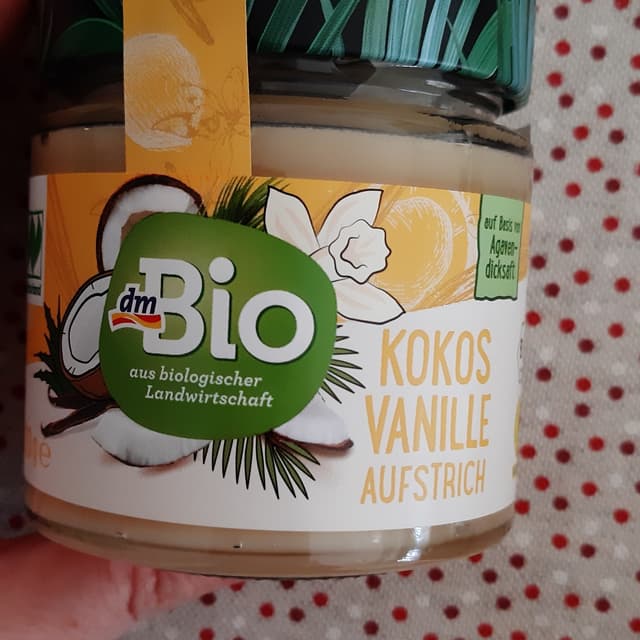 auf Basis von
Agaven-
dicksaft
dm
Bio
aus biologischer
Landwirtschaft
KOKOS
VANILLE
AUFSTRICH